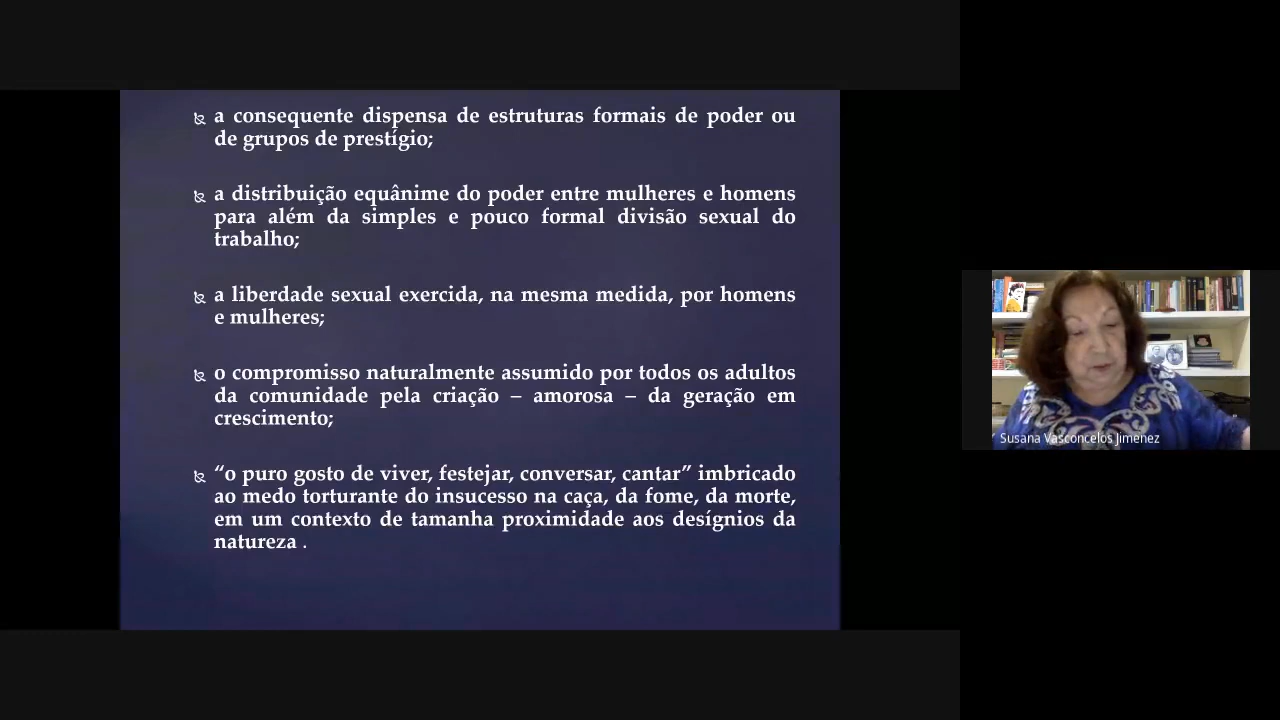 a consequente dispensa de estruturas formais de poder ou
de grupos de prestígio;
a distribuição equânime do poder entre mulheres e homens
para além da simples e pouco formal divisão sexual do
trabalho;
a liberdade sexual exercida, na mesma medida, por homens
e mulheres;
o compromisso naturalmente assumido por todos os adultos
da comunidade pela criação – amorosa – da geração em
crescimento;
“o puro gosto de viver, festejar, conversar, cantar” imbricado
ao medo torturante do insucesso na caça, da fome, da morte,
em um contexto de tamanha proximidade aos desígnios da
natureza .
Susana Vasconcelos Jimenez